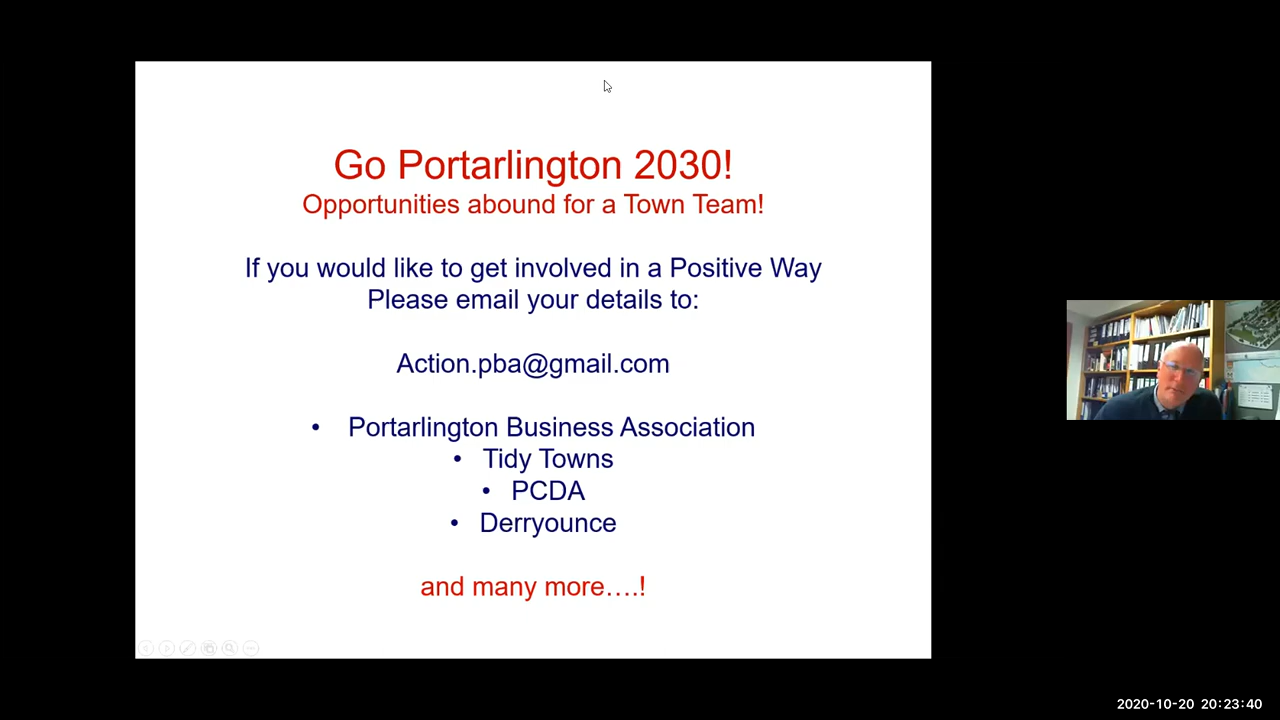 Go Portarlington 2030!
Opportunities abound for a Town Team!
If you would like to get involved in a Positive Way
Please email your details to:
Action.pba@gmail.com
• Portarlington Business Association
• Tidy Towns
• PCDA
• Derryounce
and many more….!
2020-10-20 20:23:40